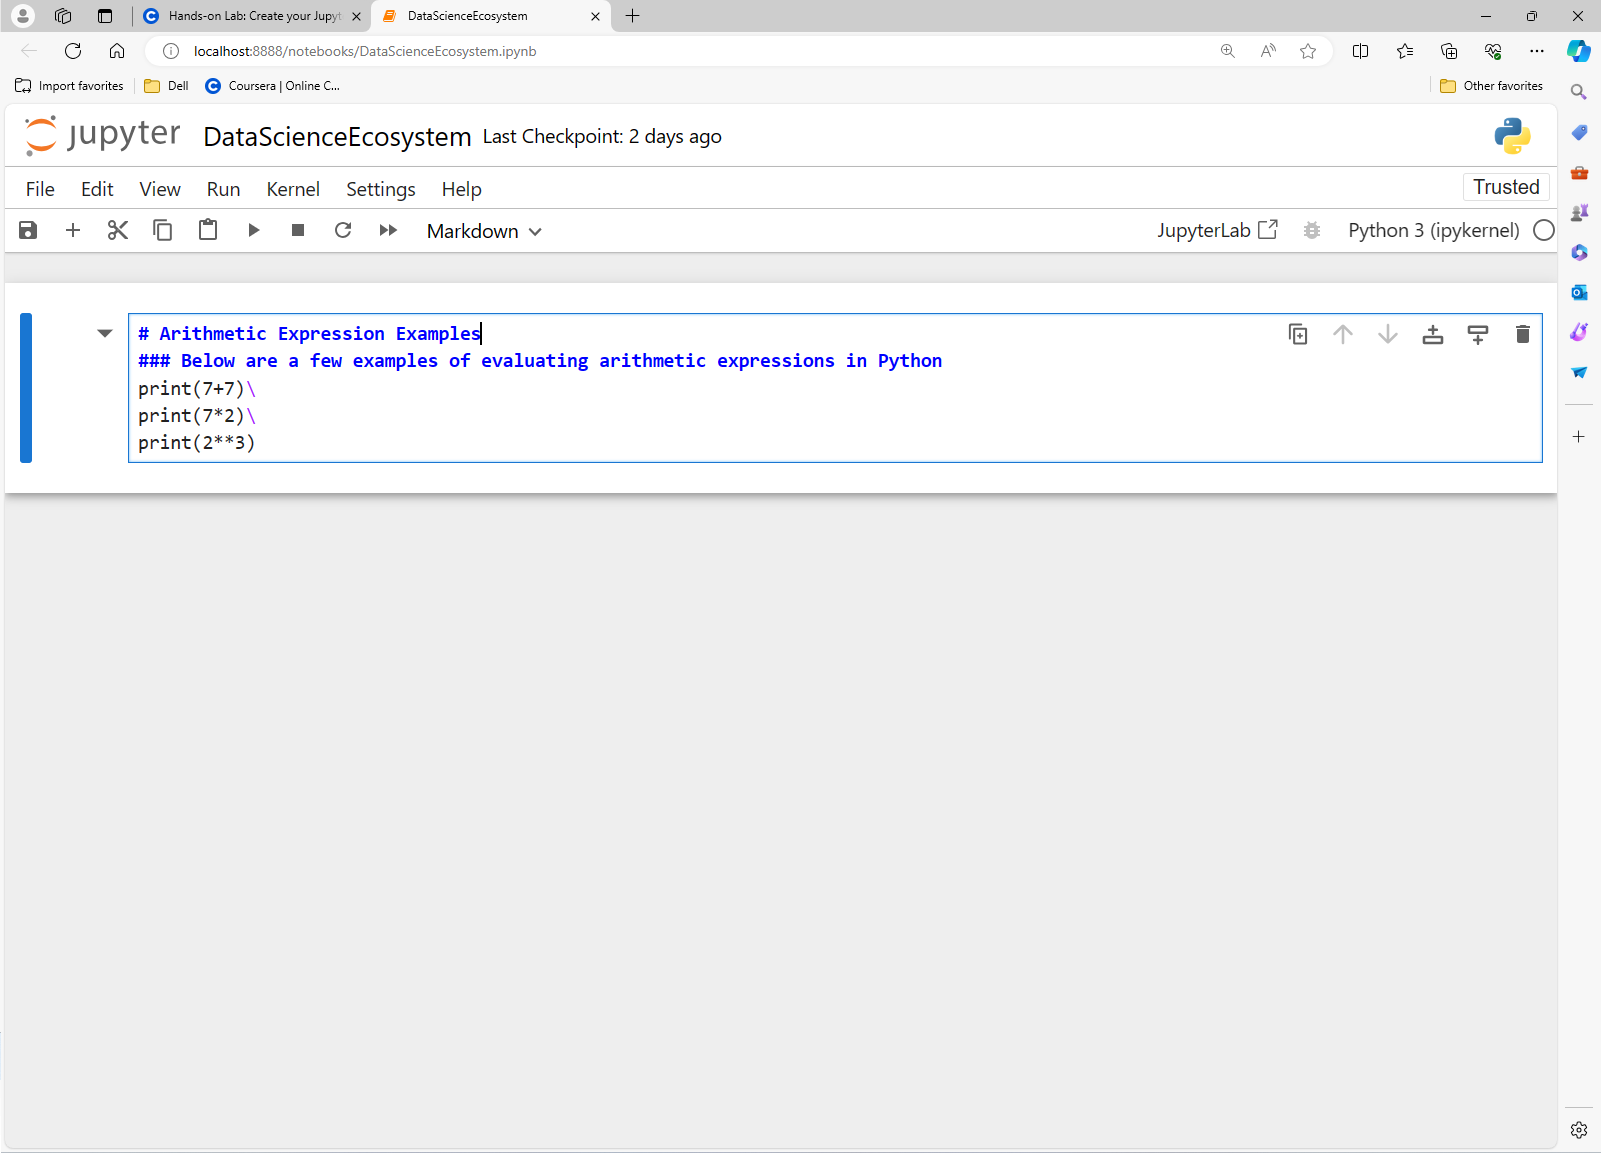 Hands-on Lab: Create your Jupyt
DataScienceEcosystem
localhost:8888/notebooks/DataScienceEcosystem.ipynb
Import favorites
Dell
Coursera | Online C...
Other favorites
jupyter
DataScienceEcosystem Last Checkpoint: 2 days ago
File Edit View Run Kernel Settings Help
Trusted
Markdown
JupyterLab
Python 3 (ipykernel)
# Arithmetic Expression Examples
### Below are a few examples of evaluating arithmetic expressions in Python
print(7+7)\
print(7*2)\
print(2**3)